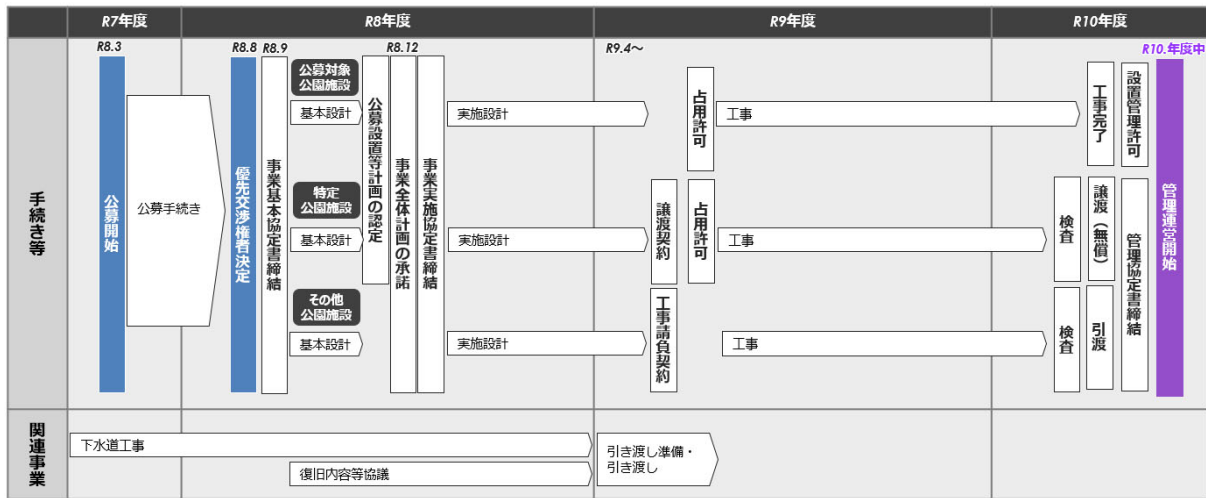 R7年度
R8年度
R9年度
R10年度
手続き等
R8.3
R8.8
R8.9
R8.12
R9.4～
R10.年度中
公募開始
公募手続き
優先交渉権者決定
事業基本協定書締結
公募対象
公園施設
基本設計
特定
公園施設
基本設計
その他
公園施設
基本設計
公募設置等計画の認定
事業全体計画の承諾
事業実施協定書締結
実施設計
占用許可
工事
工事完了
設置管理許可
実施設計
譲渡契約
占用許可
工事
検査
譲渡（無償）
管理協定書締結
実施設計
工事請負契約
工事
検査
引渡
管理運営開始
関連事業
下水道工事
復旧内容等協議
引き渡し準備・
引き渡し